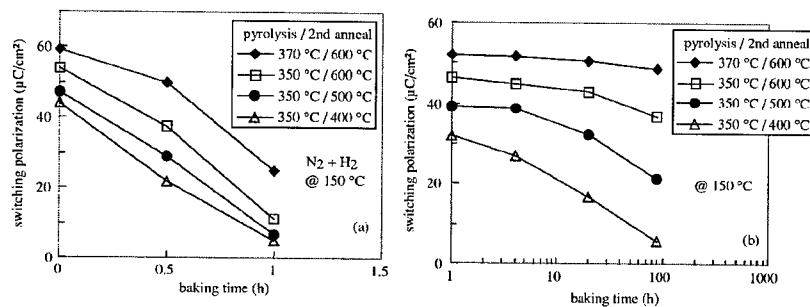 (a)
pyrolysis / 2nd anneal
370 °C/600 °C
350 °C/600 °C
350 °C/500 °C
350 °C/400°C
N2 + H2
@ 150 °C
switching polarization (µC/cm²)
60
40
20
0
0
0.5
1
1.5
baking time (h)
(b)
pyrolysis / 2nd anneal
370 °C/600 °C
350 °C/600 °C
350 °C/500 °C
350 °C/400 °C
@ 150 °C
switching polarization (µC/cm²)
60
40
20
0
1
10
100
1000
baking time (h)